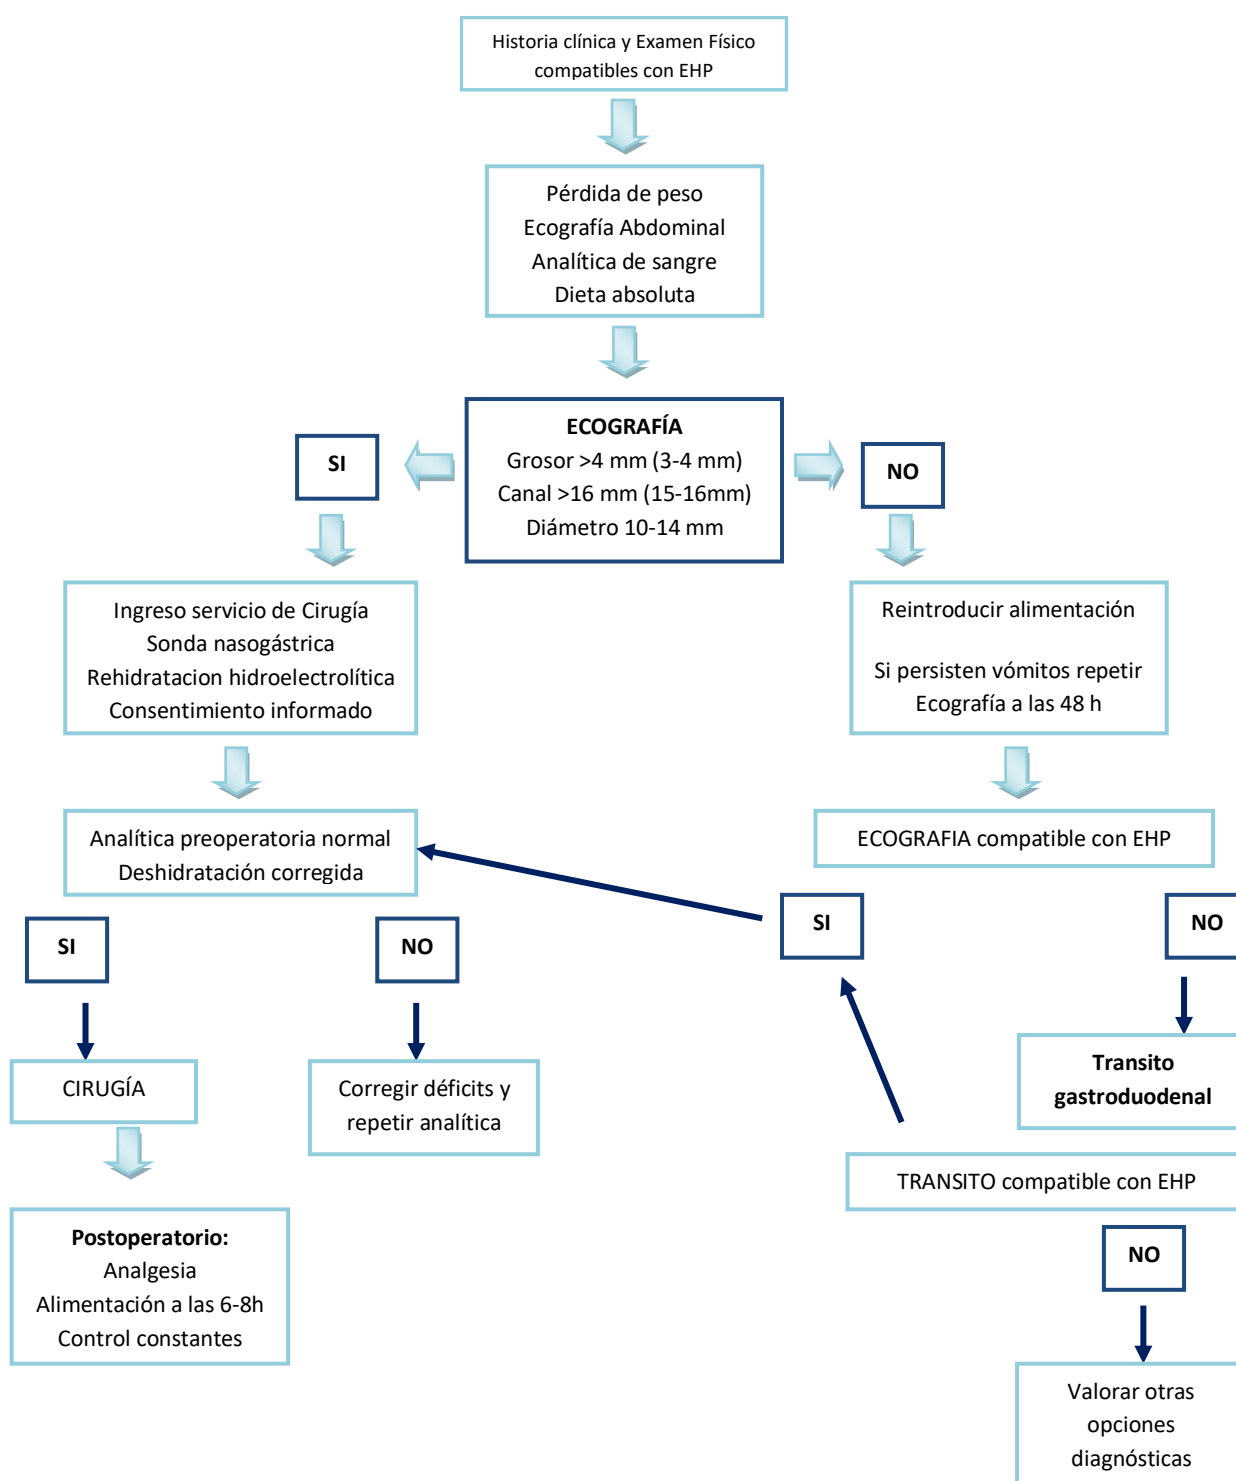 Historia clínica y Examen Físico
compatibles con EHP
Pérdida de peso
Ecografía Abdominal
Analítica de sangre
Dieta absoluta
ECOGRAFÍA
Grosor >4 mm (3-4 mm)
Canal >16 mm (15-16mm)
Diámetro 10-14 mm
SI
NO
Ingreso servicio de Cirugía
Sonda nasogástrica
Rehidratacion hidroelectrolítica
Consentimiento informado
Reintroducir alimentación
Si persisten vómitos repetir
Ecografía a las 48 h
Analítica preoperatoria normal
Deshidratación corregida
ECOGRAFIA compatible con EHP
SI
NO
SI
NO
CIRUGÍA
Corregir déficits y
repetir analítica
Transito
gastroduodenal
TRANSITO compatible con EHP
Postoperatorio:
Analgesia
Alimentación a las 6-8h
Control constantes
NO
Valorar otras
opciones
diagnósticas